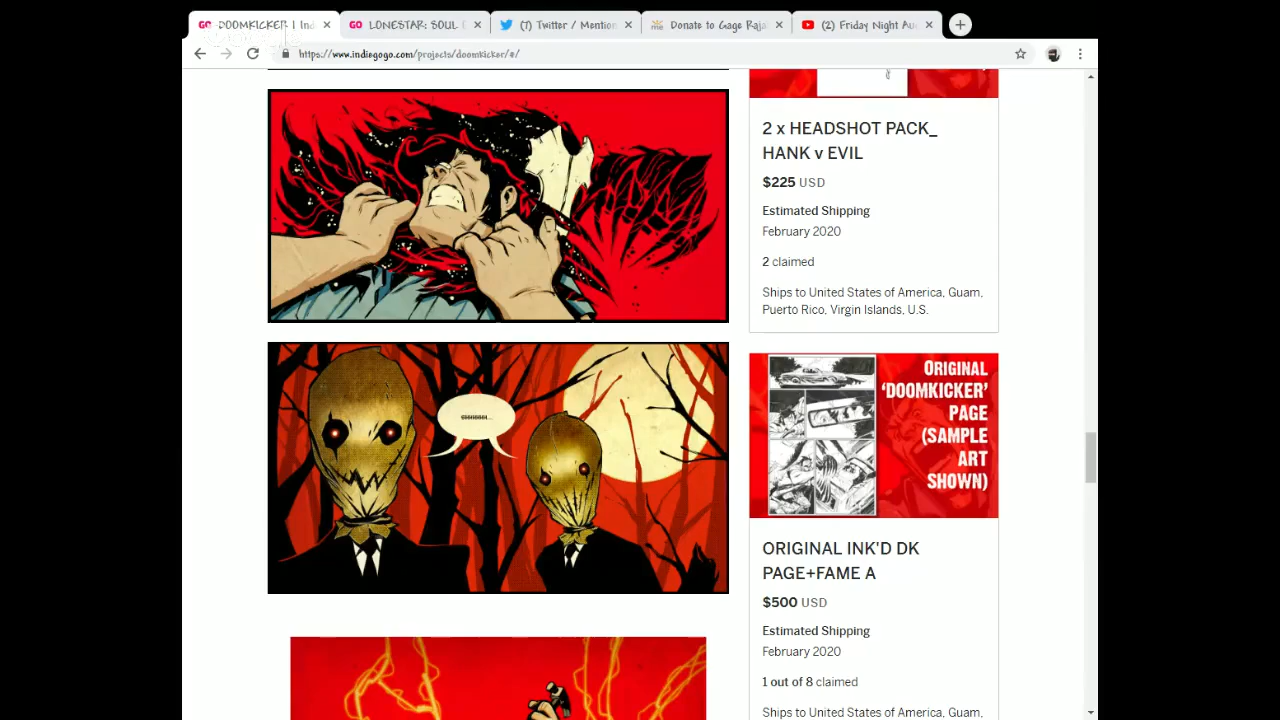 GO DOOMKICKER | Ind
GO LONESTAR: SOUL
(7) Twitter / Mention
Donate to Gage Raja
(2) Friday Night Au
https://www.indiegogo.com/projects/doomkicker/#/
2 x HEADSHOT PACK_
HANK v EVIL
$225 USD
Estimated Shipping
February 2020
2 claimed
Ships to United States of America, Guam,
Puerto Rico, Virgin Islands, U.S.
ORIGINAL
'DOOMKICKER'
PAGE
(SAMPLE
ART
SHOWN)
ORIGINAL INK'D DK
PAGE+FAME A
$500 USD
Estimated Shipping
February 2020
1 out of 8 claimed
Ships to United States of America, Guam,